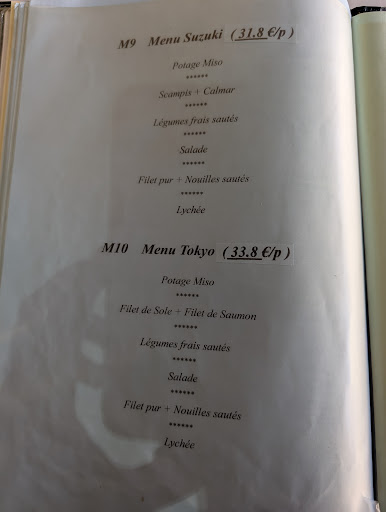 M9 Menu Suzuki ( 31.8 €/p )
Potage Miso
******
Scampis + Calmar
******
Légumes frais sautés
******
Salade
******
Filet pur + Nouilles sautés
******
Lychée
M10 Menu Tokyo ( 33.8 €/p )
Potage Miso
******
Filet de Sole + Filet de Saumon
******
Légumes frais sautés
******
Salade
******
Filet pur + Nouilles sautés
******
Lychée